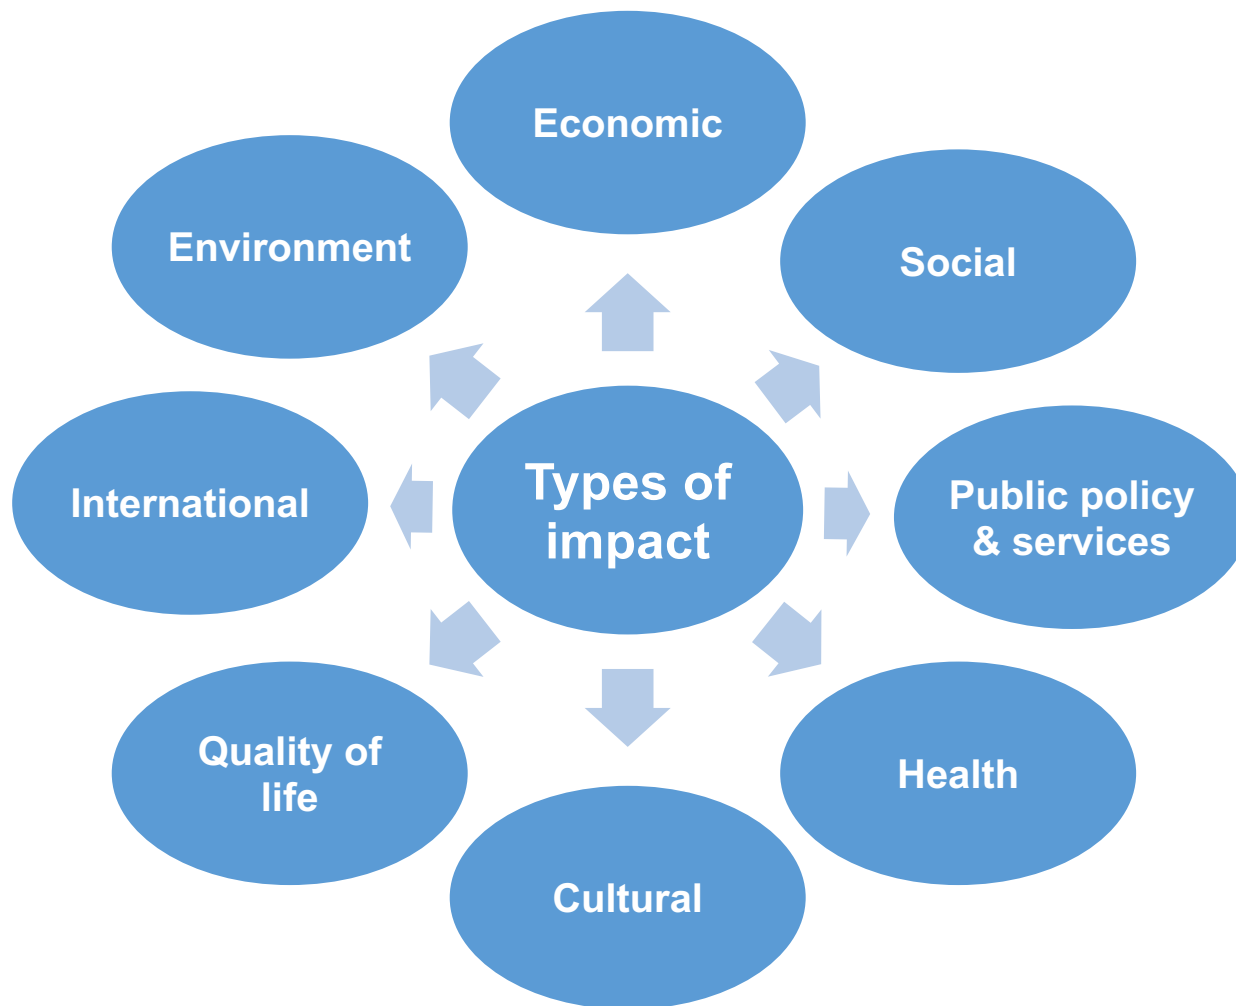 Economic
Environment
Social
Types of
impact
International
Public policy
& services
Quality of
life
Health
Cultural